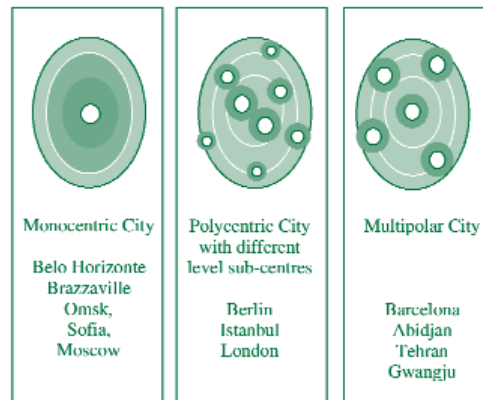 Monocentric City
Belo Horizonte
Brazzaville
Omsk,
Sofia,
Moscow
Polycentric City
with different
level sub-centres
Berlin
Istanbul
London
Multipolar City
Barcelona
Abidjan
Tehran
Gwangju